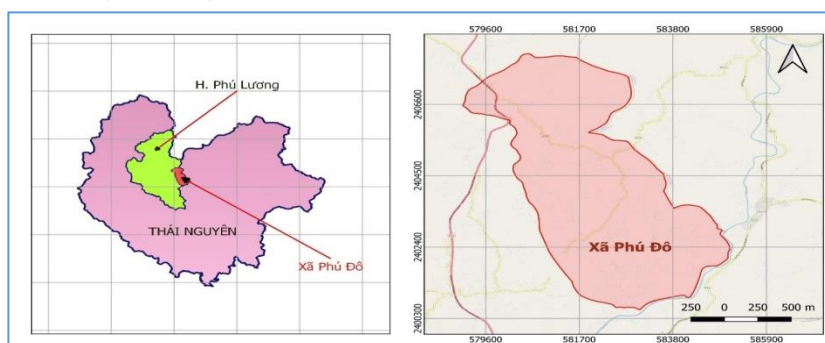 H. Phú Lương
THÁI NGUYÊN
Xã Phú Đô
579600 581700 583800 585900
2406600
2404500
2402400
2400300
Xã Phú Đô
250 0 250 500 m
579600 581700 583800 585900